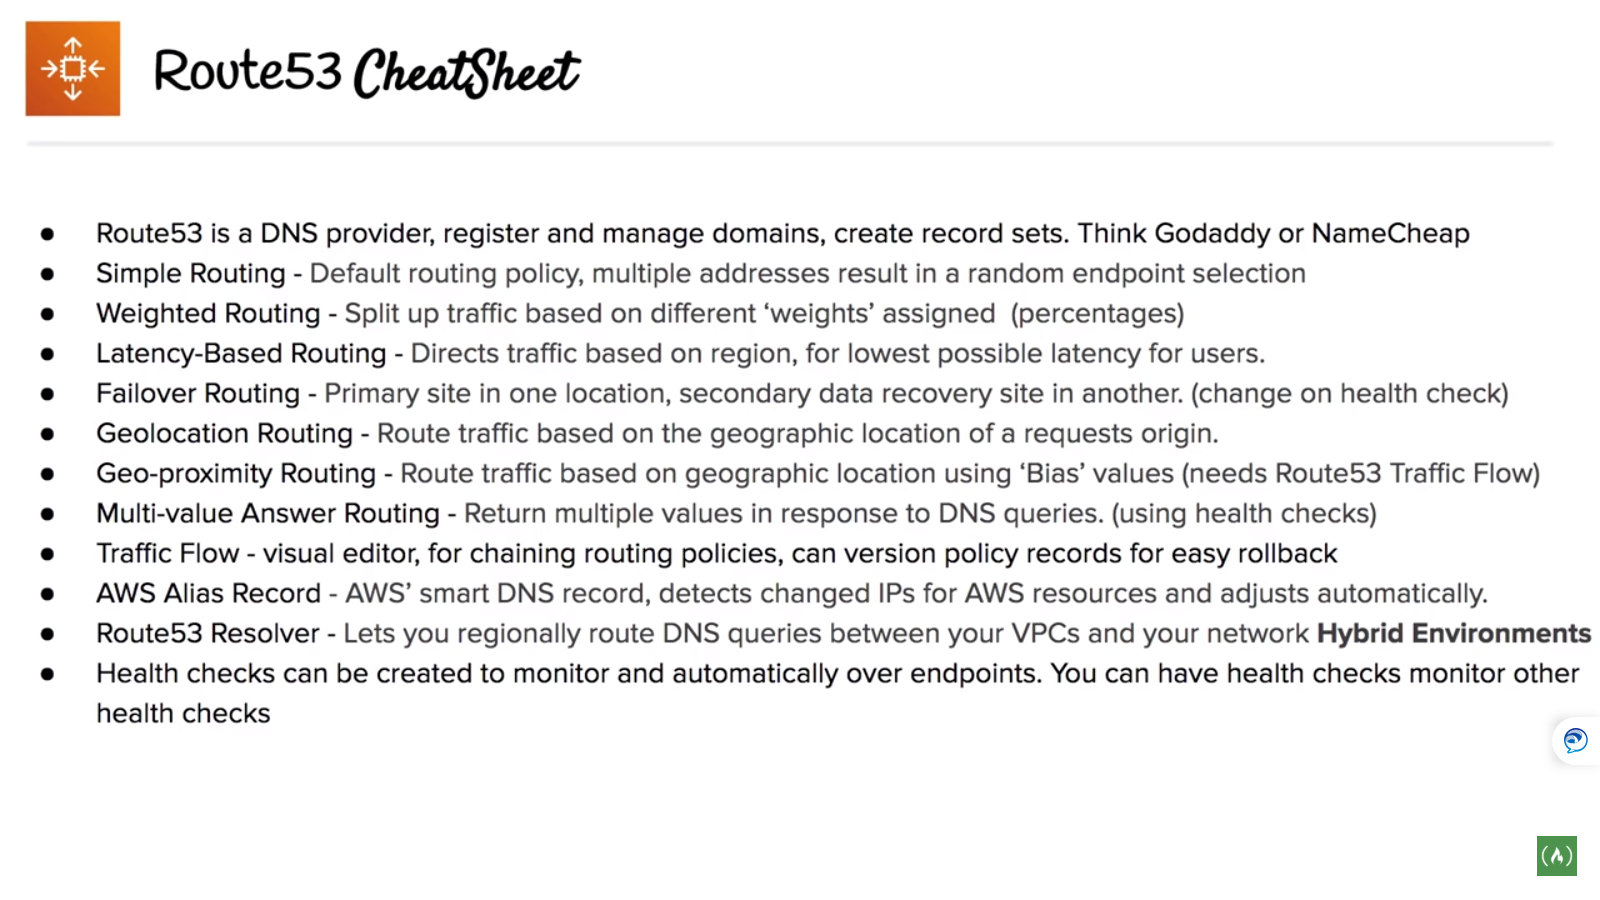 Route53 CheatSheet
● Route53 is a DNS provider, register and manage domains, create record sets. Think Godaddy or NameCheap
● Simple Routing - Default routing policy, multiple addresses result in a random endpoint selection
● Weighted Routing - Split up traffic based on different ‘weights’ assigned  (percentages)
● Latency-Based Routing - Directs traffic based on region, for lowest possible latency for users.
● Failover Routing - Primary site in one location, secondary data recovery site in another. (change on health check)
● Geolocation Routing - Route traffic based on the geographic location of a requests origin.
● Geo-proximity Routing - Route traffic based on geographic location using ‘Bias’ values (needs Route53 Traffic Flow)
● Multi-value Answer Routing - Return multiple values in response to DNS queries. (using health checks)
● Traffic Flow - visual editor, for chaining routing policies, can version policy records for easy rollback
● AWS Alias Record - AWS’ smart DNS record, detects changed IPs for AWS resources and adjusts automatically.
● Route53 Resolver - Lets you regionally route DNS queries between your VPCs and your network Hybrid Environments
● Health checks can be created to monitor and automatically over endpoints. You can have health checks monitor other
health checks